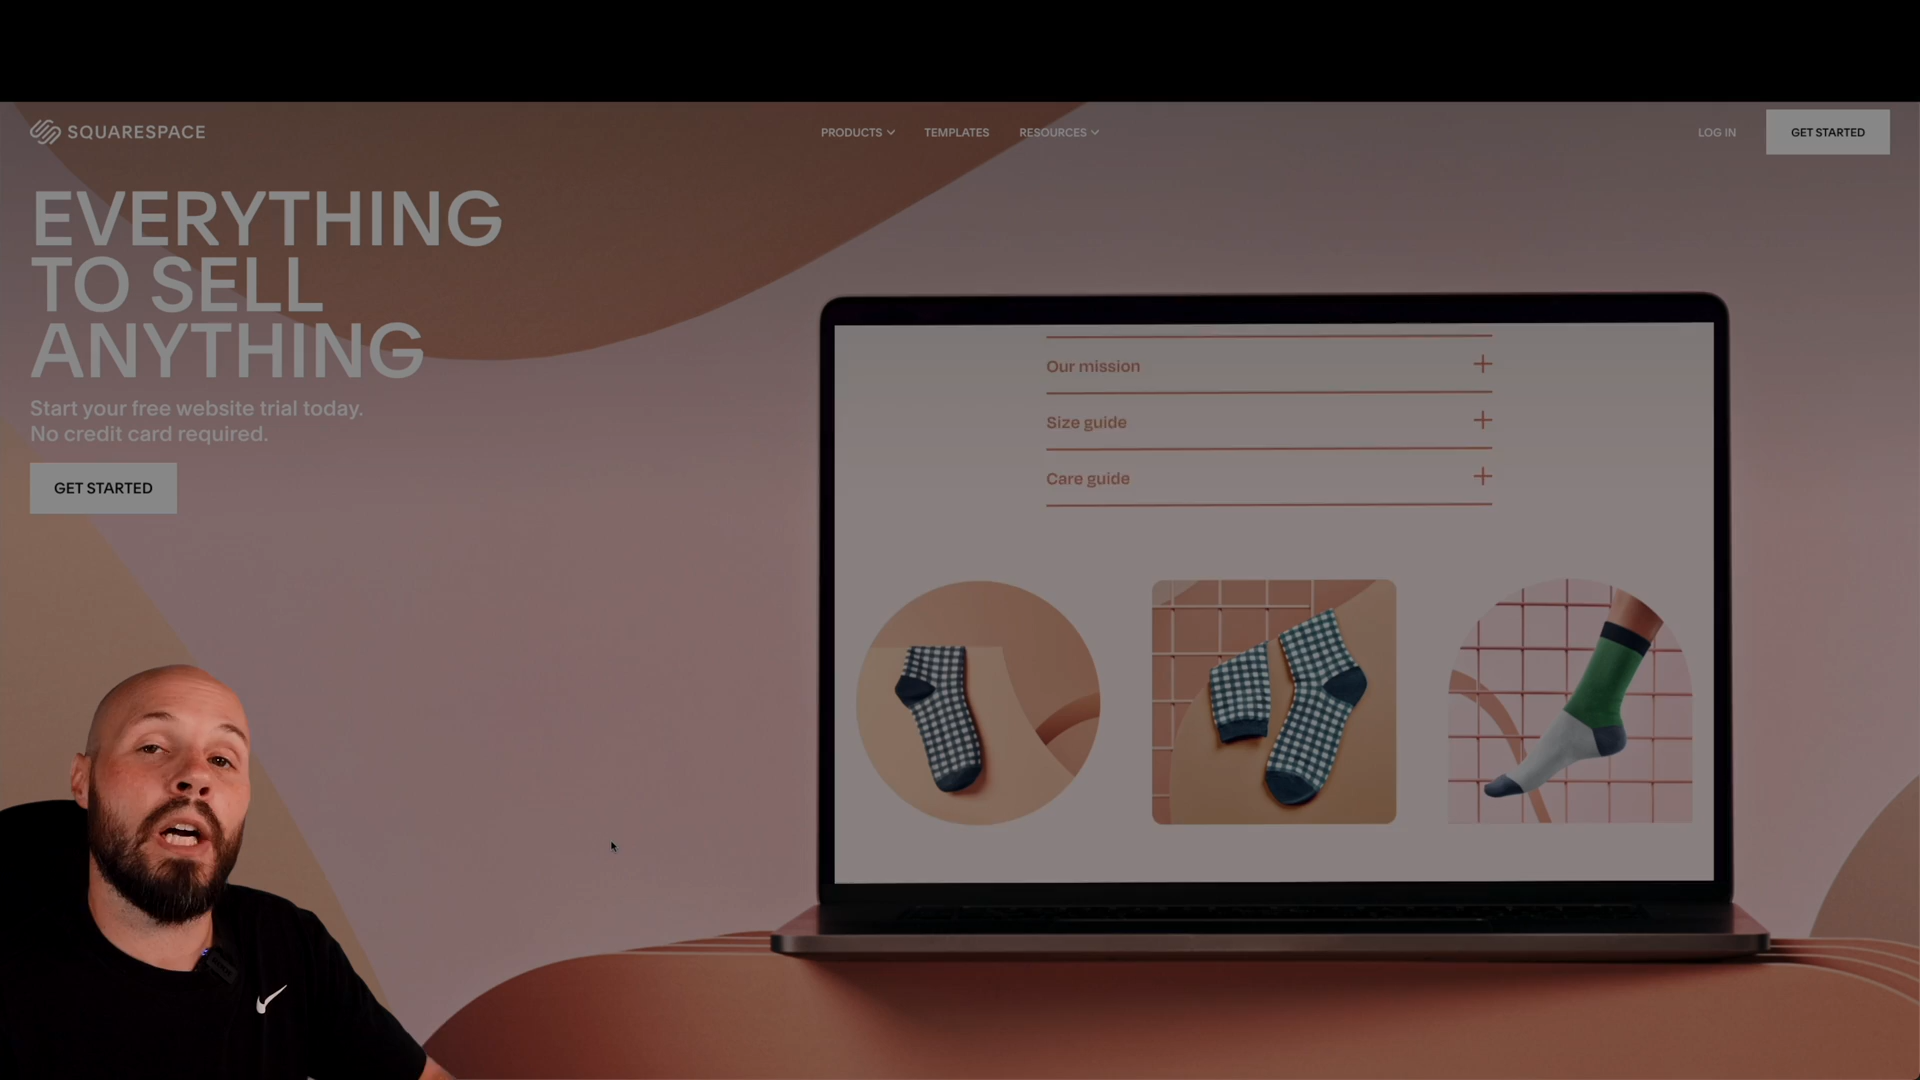 SQUARESPACE
PRODUCTS
TEMPLATES
RESOURCES
LOG IN
GET STARTED
EVERYTHING
TO SELL
ANYTHING
Start your free website trial today.
No credit card required.
GET STARTED
Our mission
Size guide
Care guide